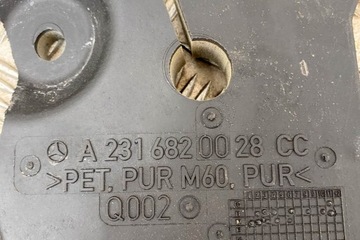 A 231 682 00 28 CC
>PET, PUR M60, PUR<
Q002